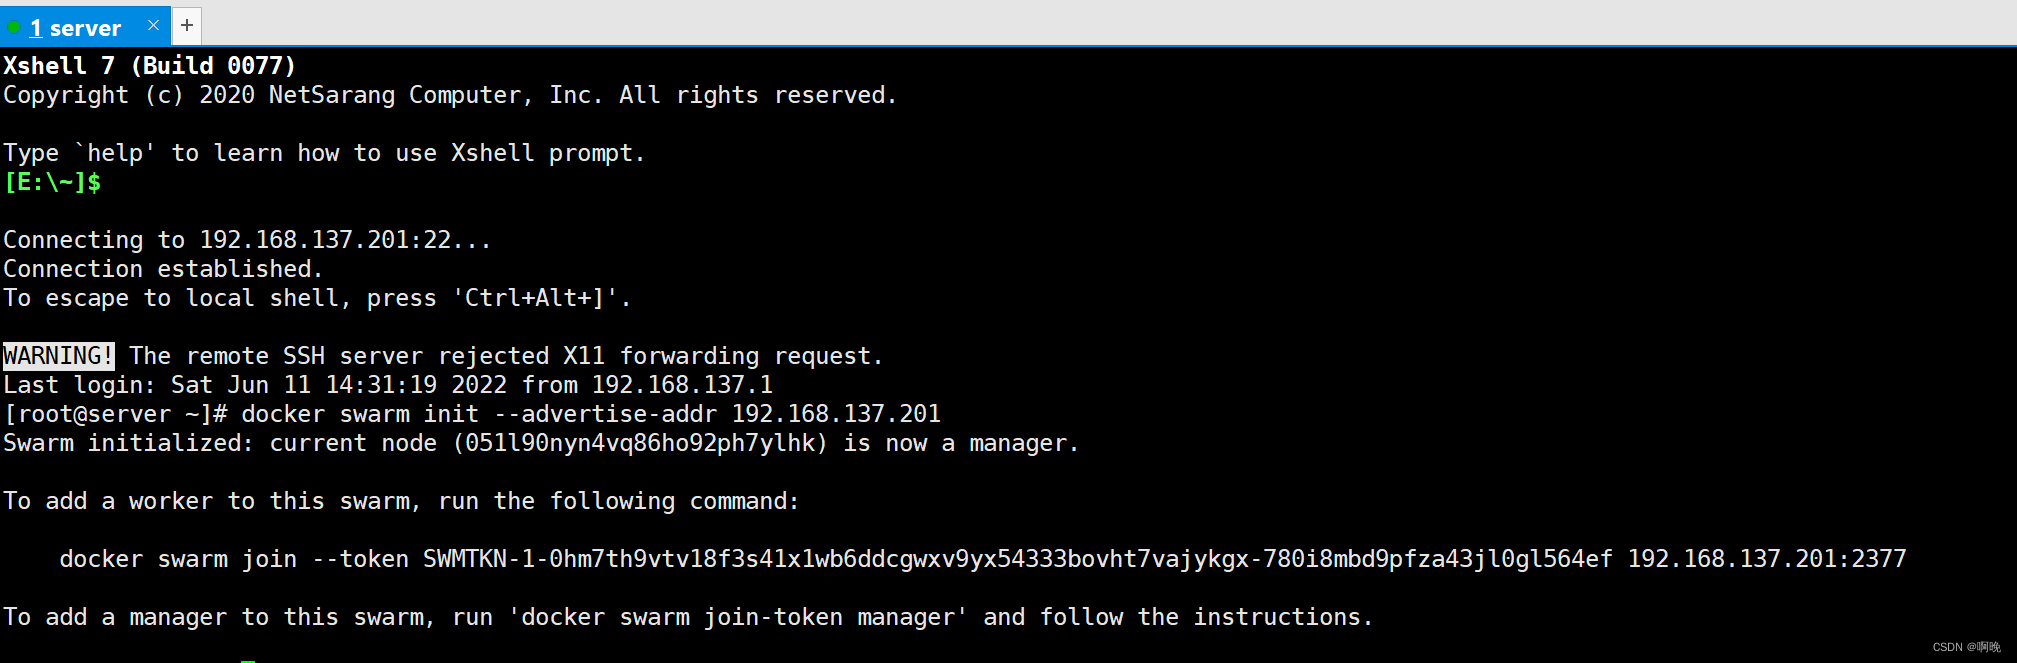 1 server × +
Xshell 7 (Build 0077)
Copyright (c) 2020 NetSarang Computer, Inc. All rights reserved.
Type `help' to learn how to use Xshell prompt.
[E:\~]$
Connecting to 192.168.137.201:22...
Connection established.
To escape to local shell, press 'Ctrl+Alt+]'.
WARNING! The remote SSH server rejected X11 forwarding request.
Last login: Sat Jun 11 14:31:19 2022 from 192.168.137.1
[root@server ~]# docker swarm init --advertise-addr 192.168.137.201
Swarm initialized: current node (051l90nyn4vq86ho92ph7ylhk) is now a manager.
To add a worker to this swarm, run the following command:
docker swarm join --token SWMTKN-1-0hm7th9vtv18f3s41x1wb6ddcgwxv9yx54333bovht7vajykgx-780i8mbd9pfza43jl0gl564ef 192.168.137.201:2377
To add a manager to this swarm, run 'docker swarm join-token manager' and follow the instructions.
CSDN @啊晚